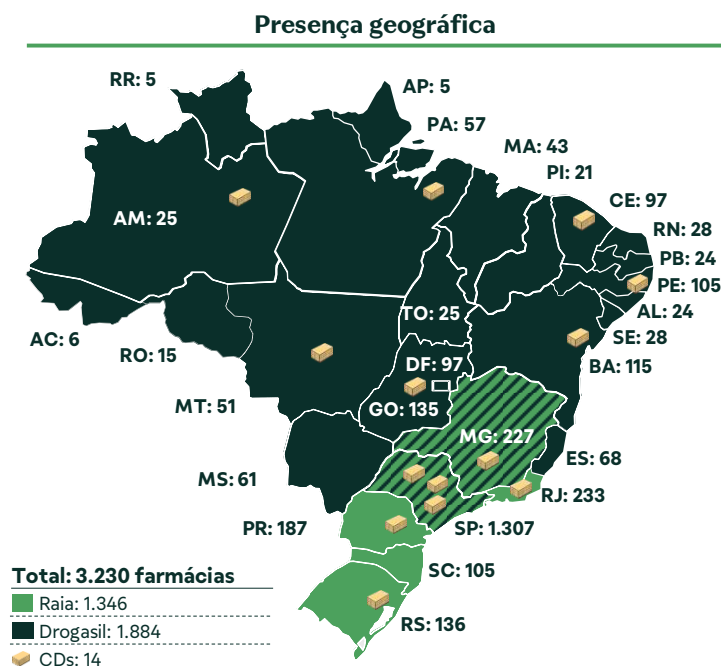 Presença geográfica
RR: 5
AP: 5
PA: 57
MA: 43
PI: 21
CE: 97
RN: 28
PB: 24
PE: 105
AL: 24
SE: 28
BA: 115
AM: 25
TO: 25
AC: 6
RO: 15
DF: 97
MT: 51
GO: 135
MG: 227
ES: 68
MS: 61
RJ: 233
PR: 187
SP: 1.307
SC: 105
RS: 136
Total: 3.230 farmácias
Raia: 1.346
Drogasil: 1.884
CDs: 14